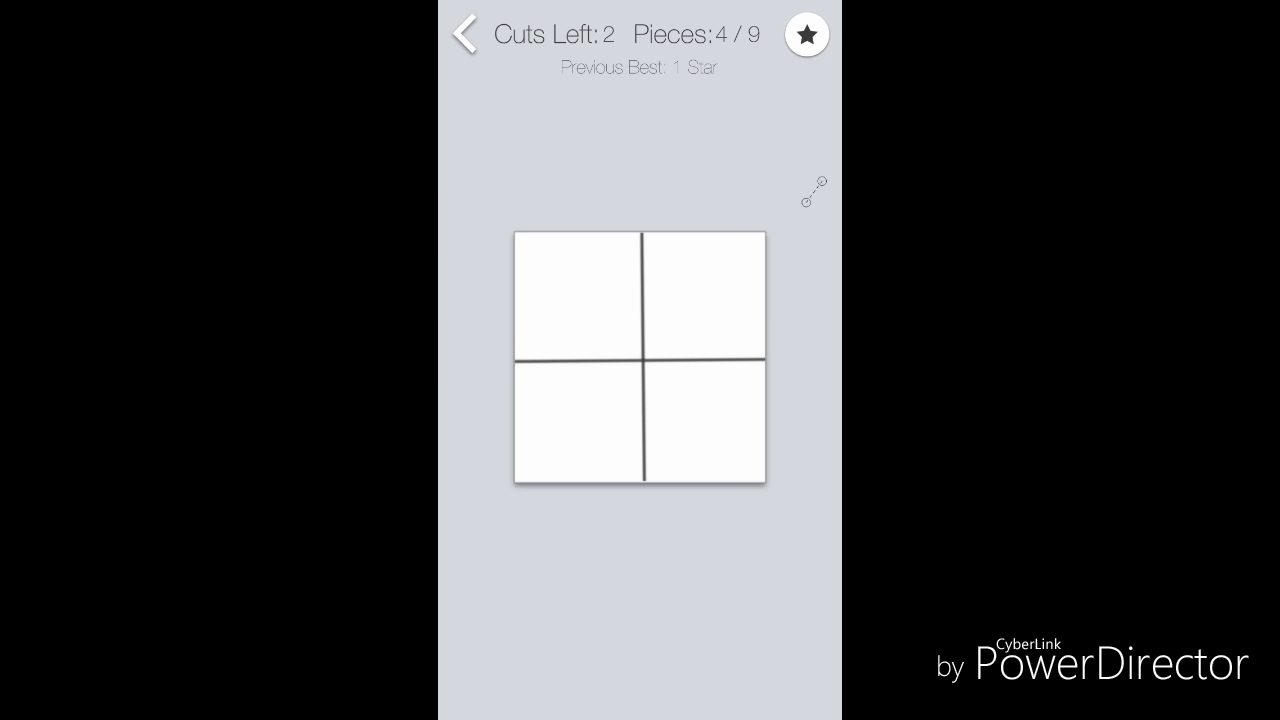 Cuts Left: 2 Pieces: 4 / 9
Previous Best: 1 Star
CyberLink
by PowerDirector